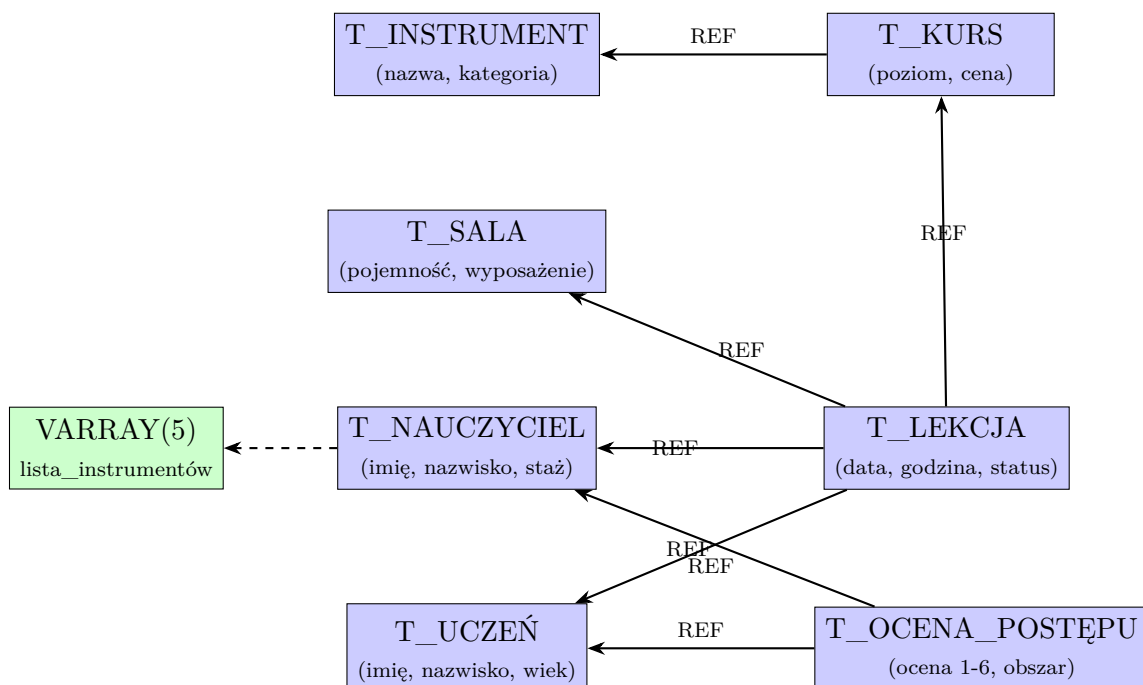 T_INSTRUMENT
(nazwa, kategoria)
REF
T_KURS
(poziom, cena)
REF
T_SALA
(pojemność, wyposażenie)
REF
VARRAY(5)
lista_instrumentów
T_NAUCZYCIEL
(imię, nazwisko, staż)
REF
T_LEKCJA
(data, godzina, status)
REF
REF
T_UCZEŃ
(imię, nazwisko, wiek)
REF
T_OCENA_POSTĘPU
(ocena 1-6, obszar)